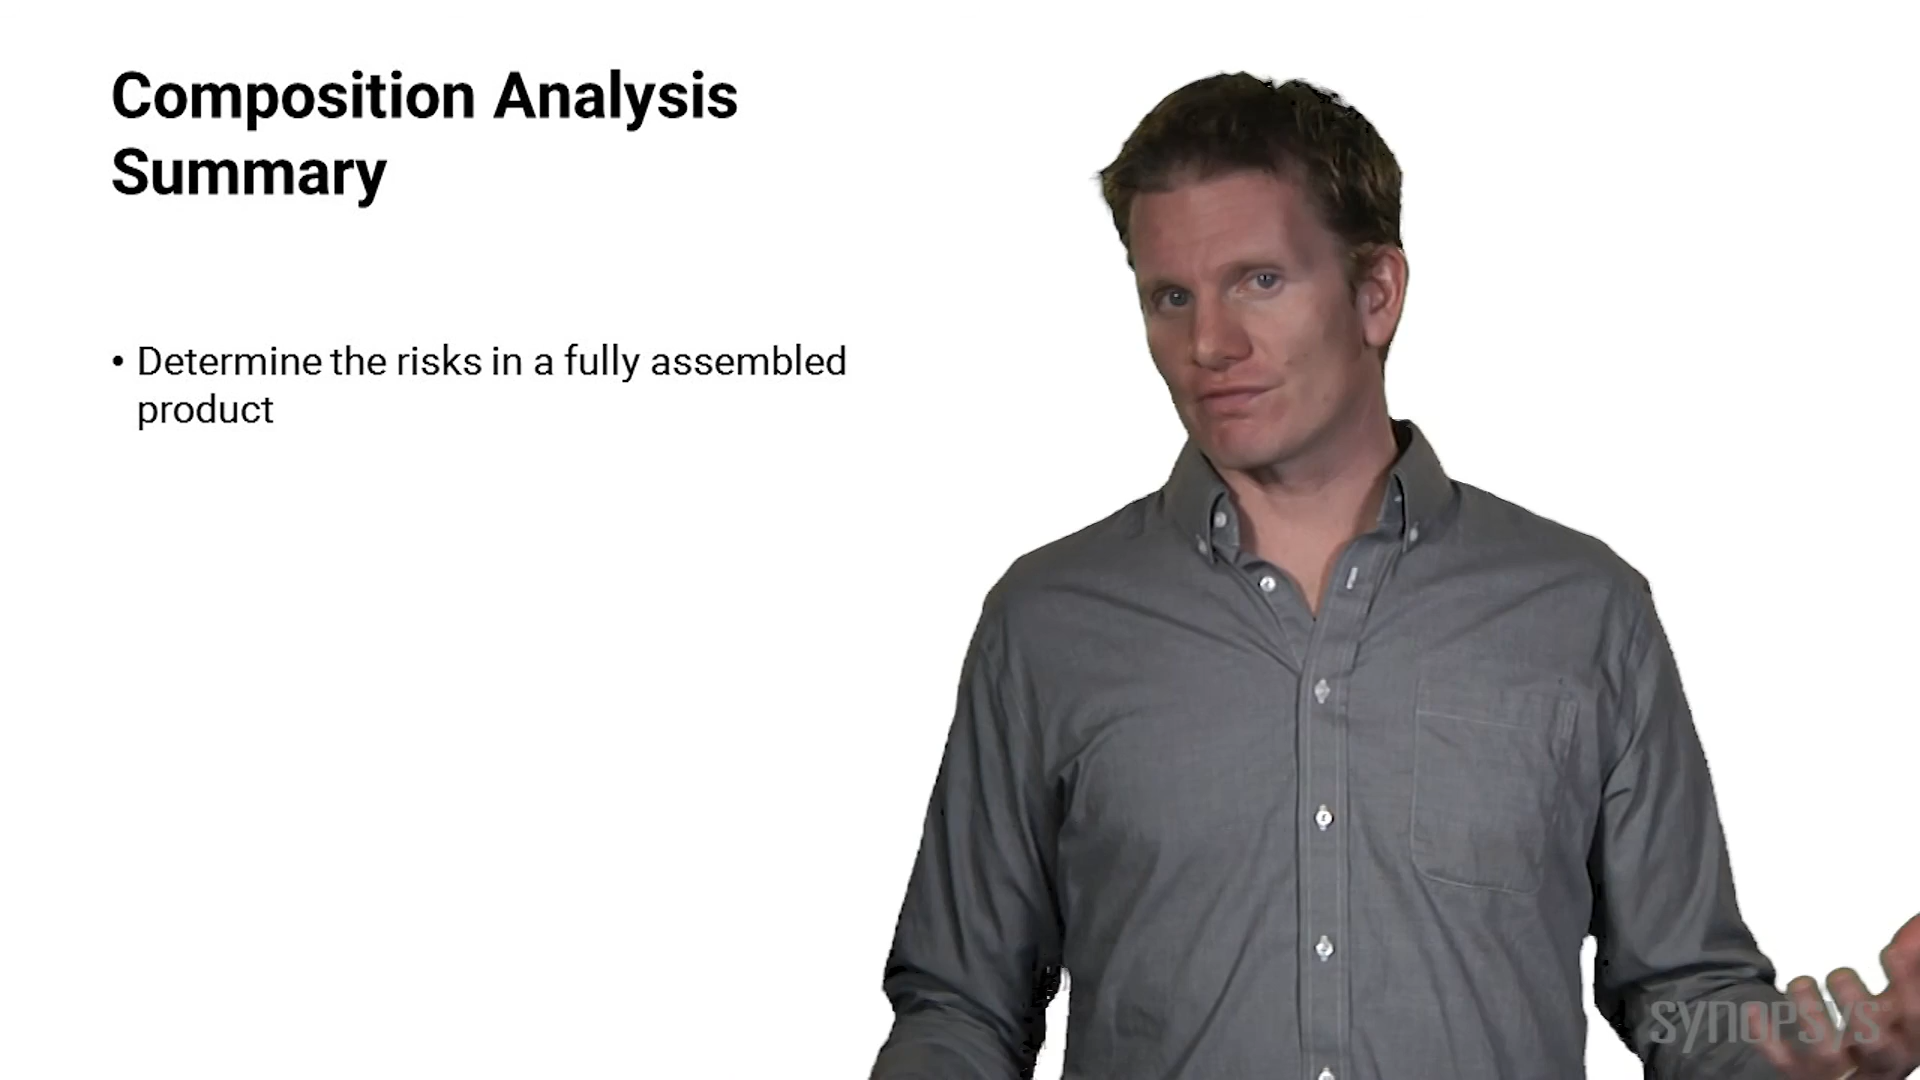 Composition Analysis
Summary
• Determine the risks in a fully assembled
product
SYNOPSYS